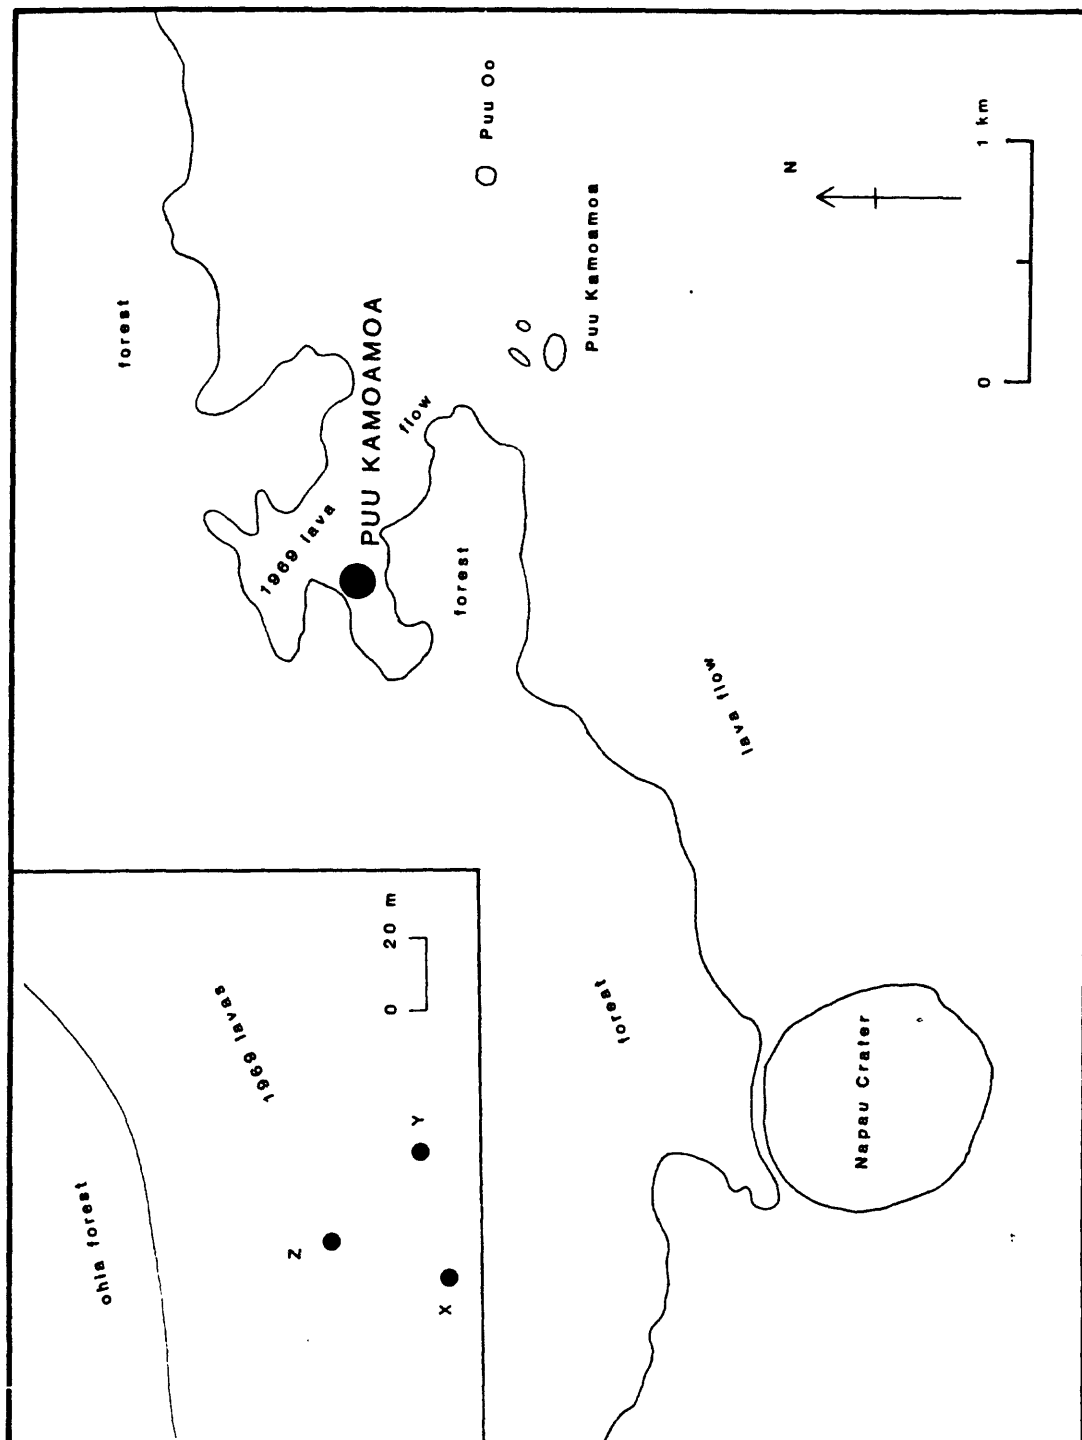 ohia forest
1969 lavas
Z
X
Y
0 20 m
forest
1969 lava
flow
PUU KAMOAMOA
forest
Puu Oo
Puu Kamoamoa
forest
lava flow
Napau Crater
N
0 1 km